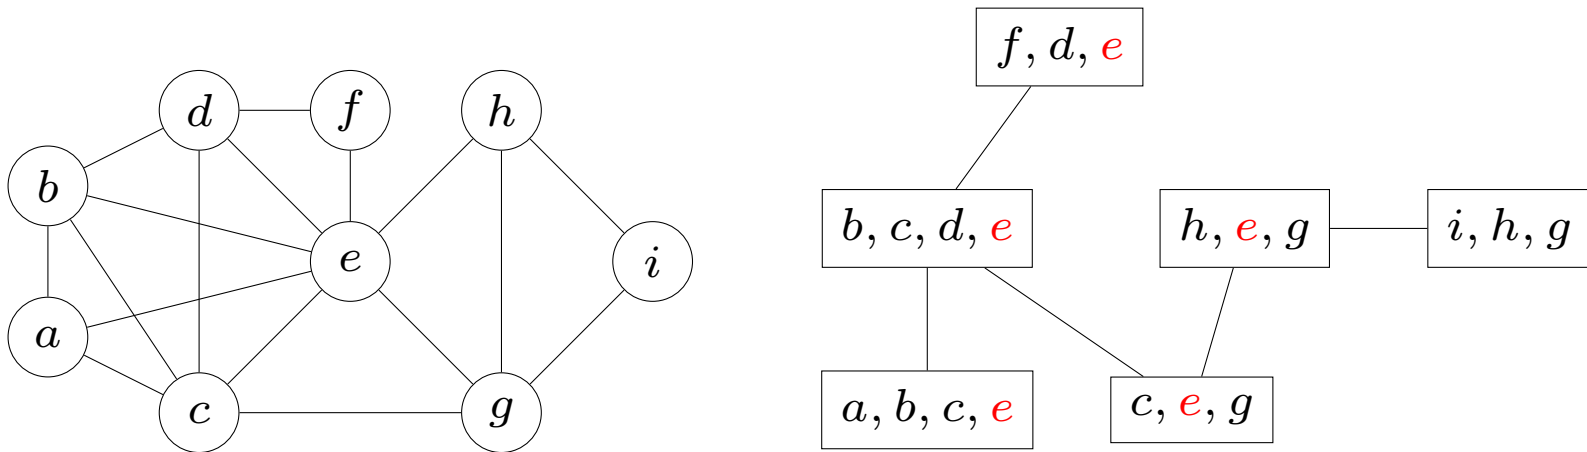 d
f
h
b
e
i
a
c
g
f, d, e
b, c, d, e
h, e, g
i, h, g
a, b, c, e
c, e, g